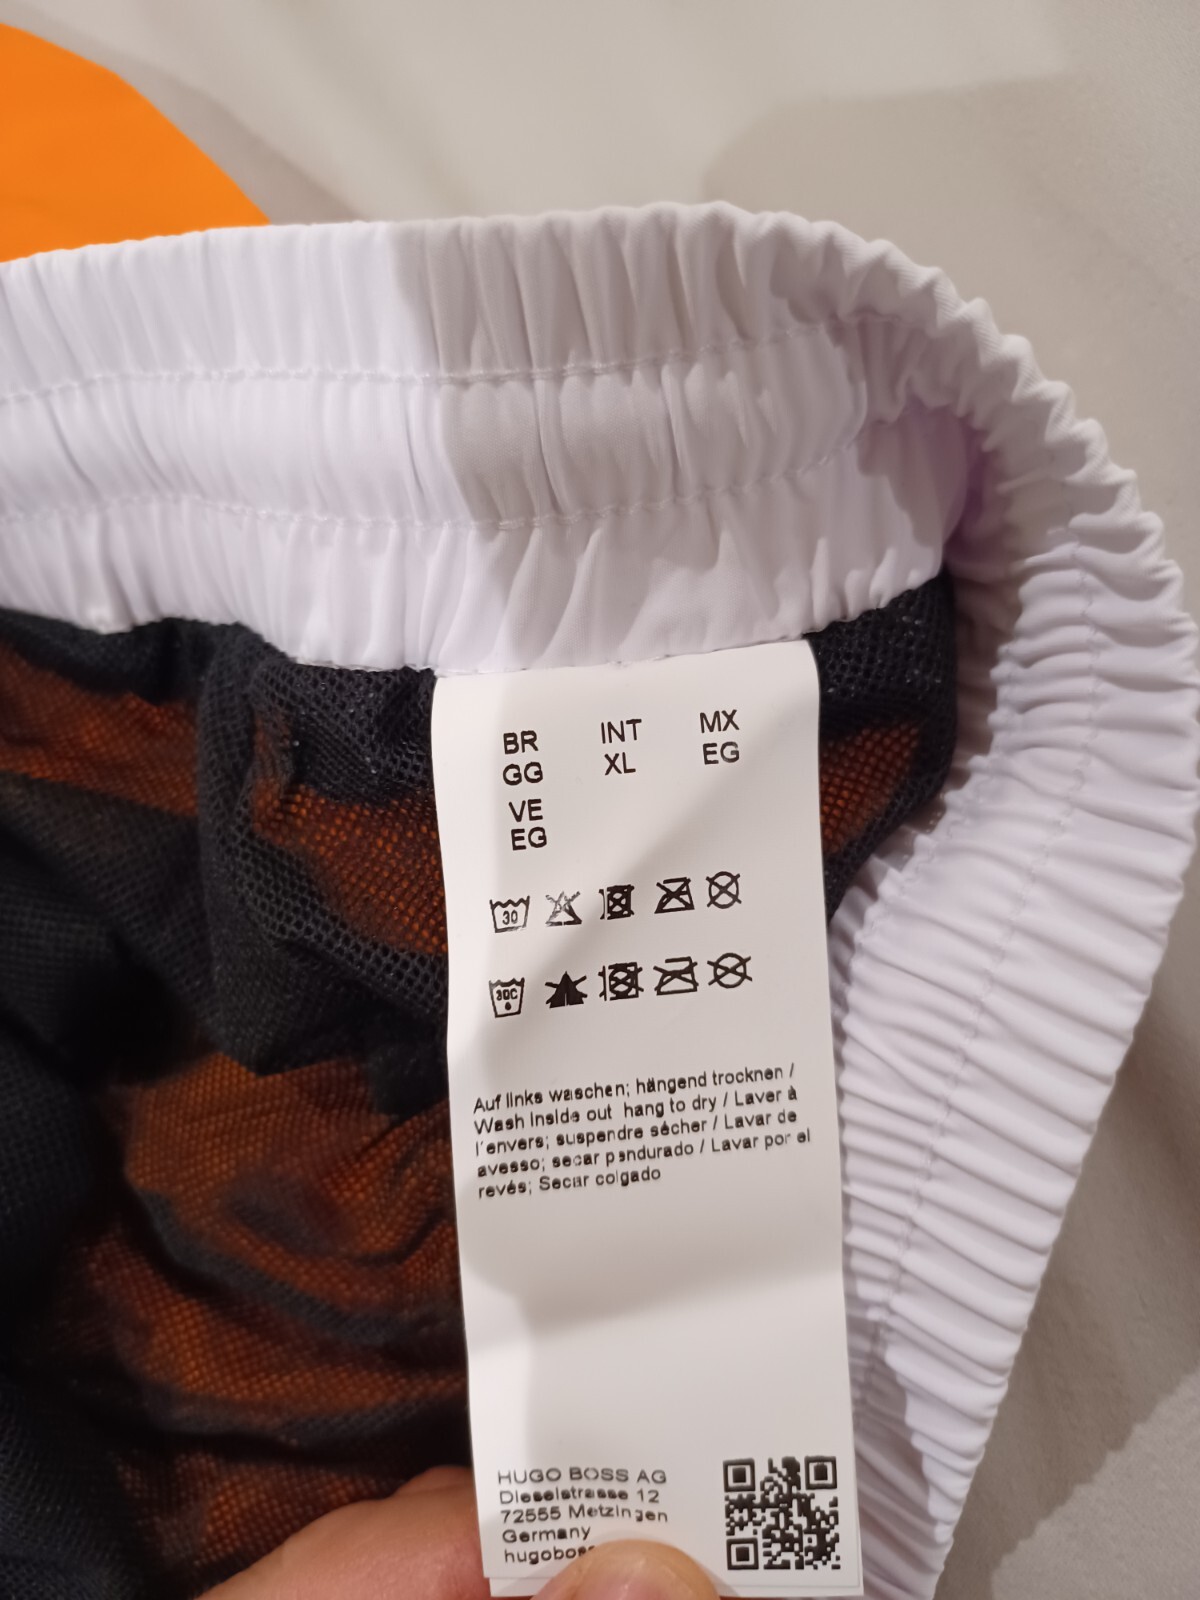 BR INT MX
GG XL EG
VE
EG
30
30C
Auf links waschen; hängend trocknen /
Wash inside out hang to dry / Laver à
l'envers; suspendre sécher / Lavar de
avesso; secar pendurado / Lavar por el
revés; Secar colgado
HUGO BOSS AG
Dieselstrasse 12
72555 Metzingen
Germany